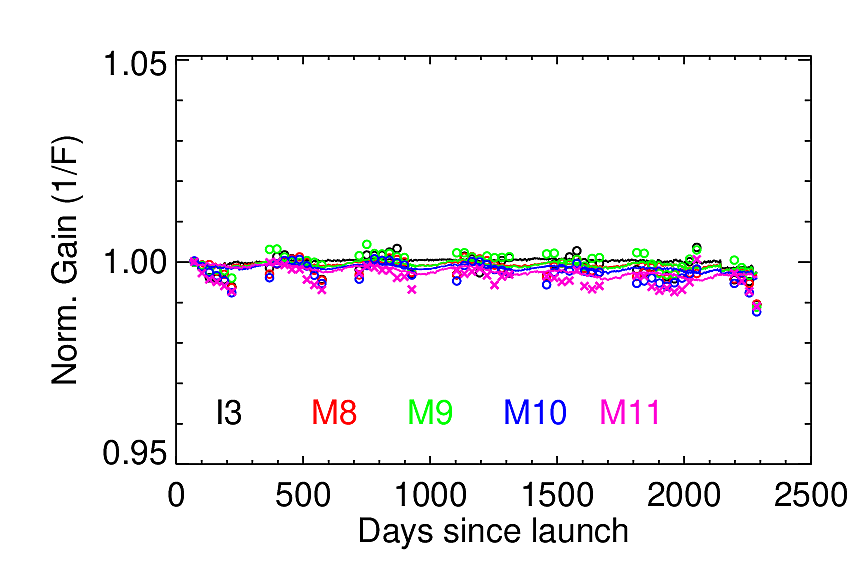 1.05
1.00
0.95
Norm. Gain (1/F)
I3 M8 M9 M10 M11
0 500 1000 1500 2000 2500
Days since launch